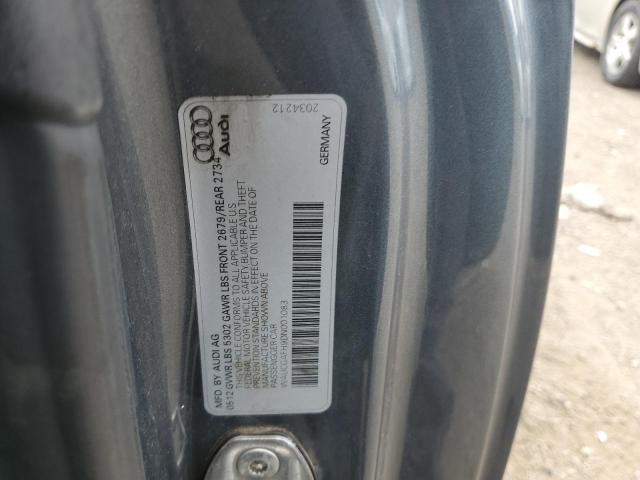 MFD. BY AUDI AG
05.12 GVWR LBS 5302 GAWR LBS FRONT 2679/REAR 2734
THIS VEHICLE CONFORMS TO ALL APPLICABLE U.S.
FEDERAL MOTOR VEHICLE SAFETY BUMPER AND THEFT
PREVENTION STANDARDS IN EFFECT ON THE DATE OF
MANUFACTURE SHOWN ABOVE
PASSENGER CAR
WAUGGAFH9DN001083
Audi
GERMANY
2034212